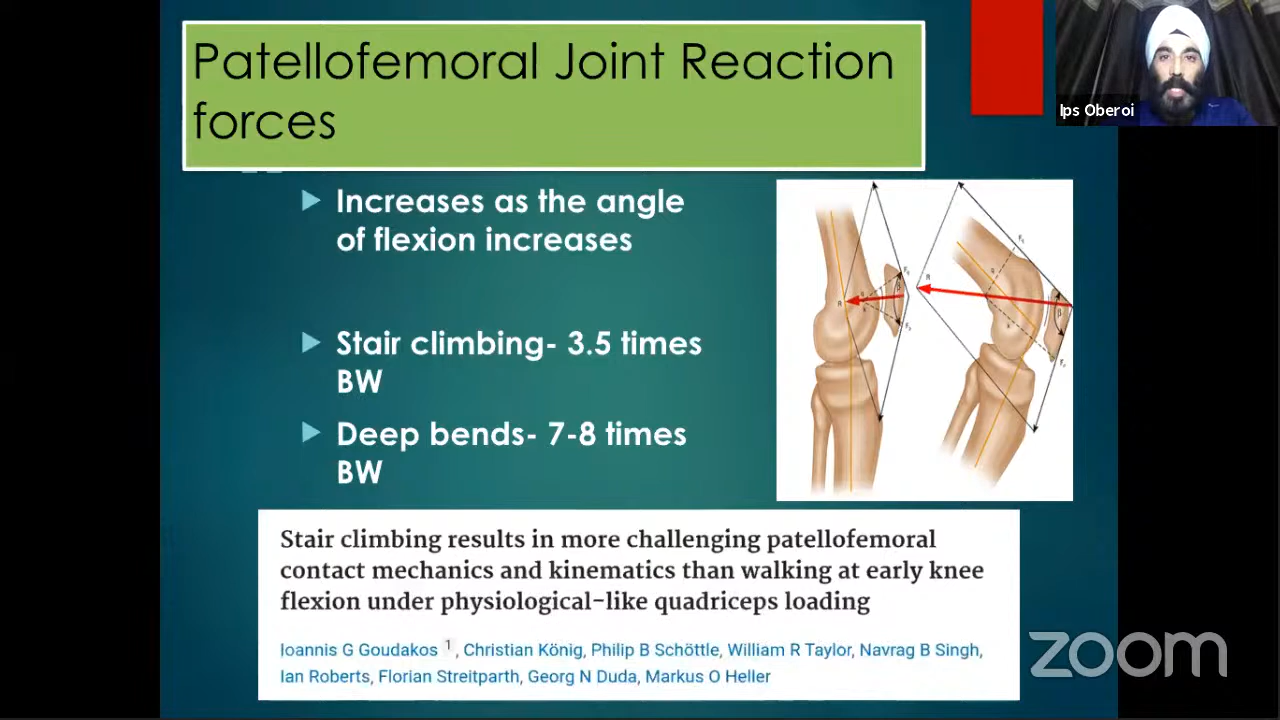 Patellofemoral Joint Reaction
forces
Ips Oberoi
Increases as the angle
of flexion increases
Stair climbing- 3.5 times
BW
Deep bends- 7-8 times
BW
Stair climbing results in more challenging patellofemoral
contact mechanics and kinematics than walking at early knee
flexion under physiological-like quadriceps loading
Ioannis G Goudakos 1, Christian König, Philip B Schöttle, William R Taylor, Navrag B Singh,
Ian Roberts, Florian Streitparth, Georg N Duda, Markus O Heller
zoom